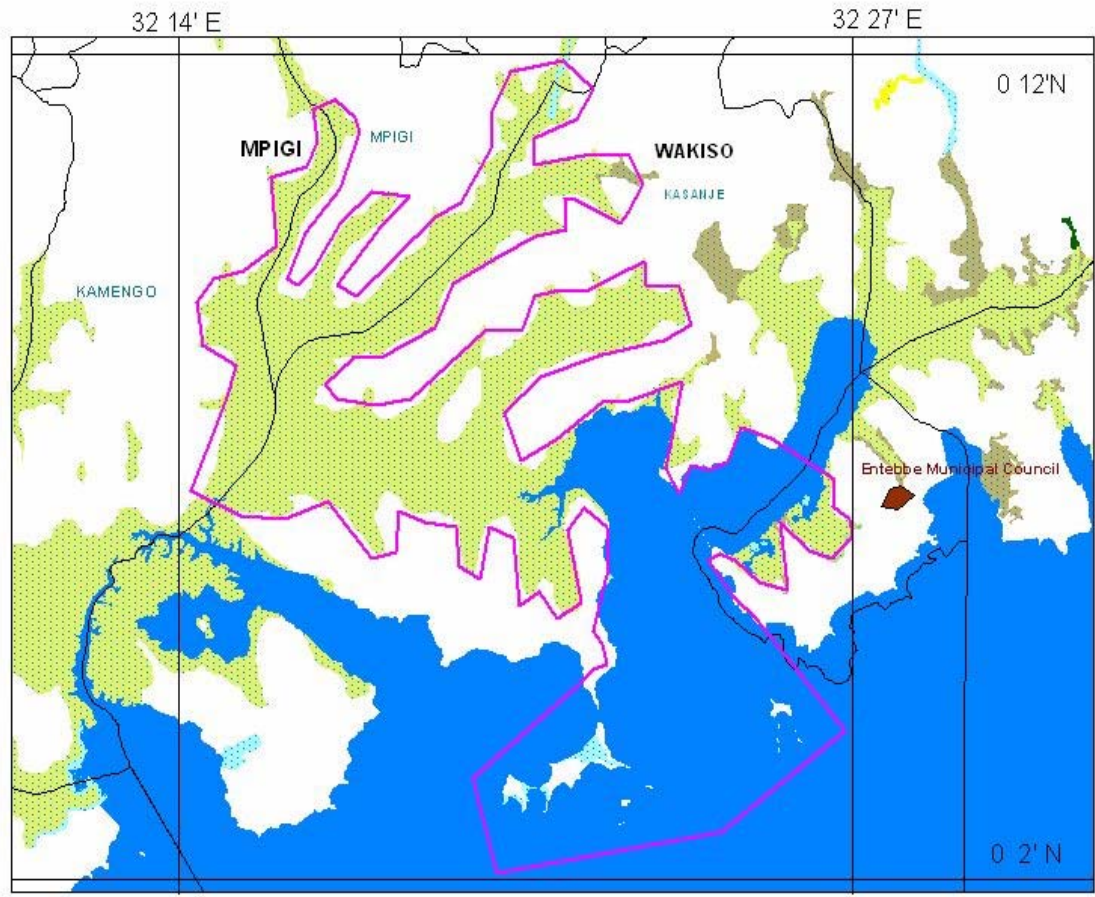 32 14' E
32 27' E
0 12'N
MPIGI
MPIGI
WAKISO
KASANJE
KAMENGO
Entebbe Municipal Council
0 2' N